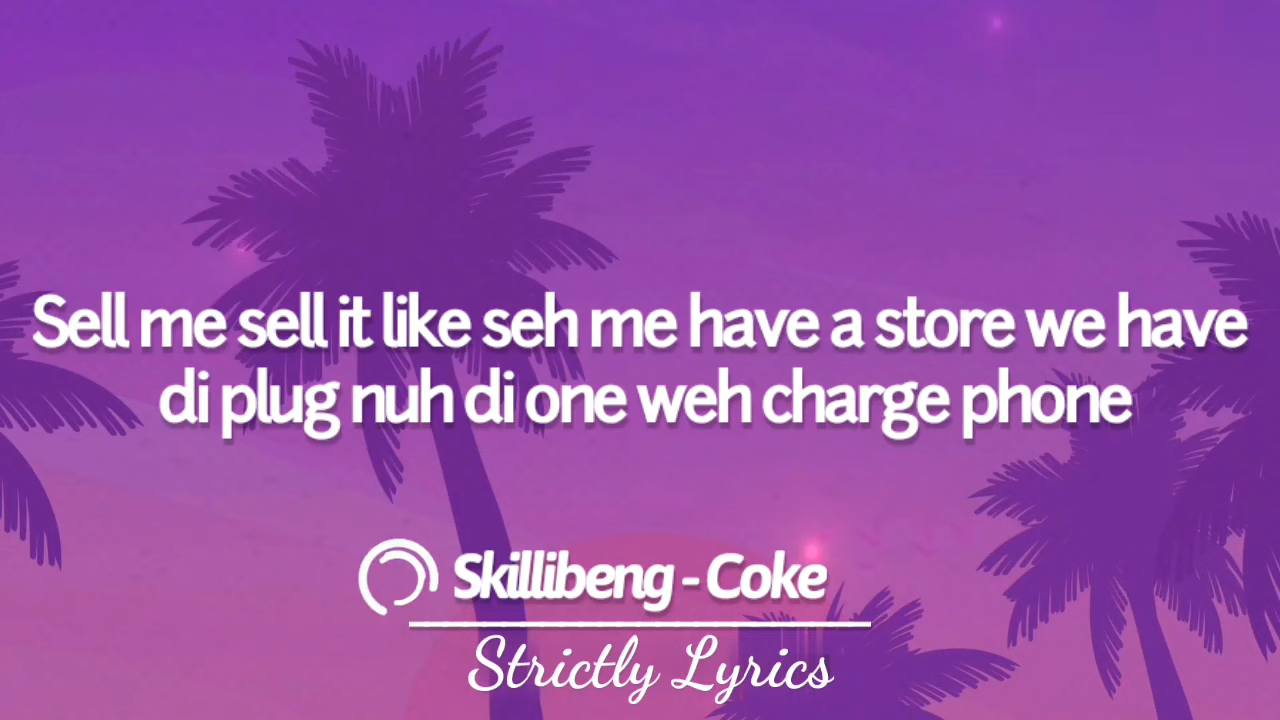 Sell me sell it like seh me have a store we have
di plug nuh di one weh charge phone
Skillibeng - Coke
Strictly Lyrics